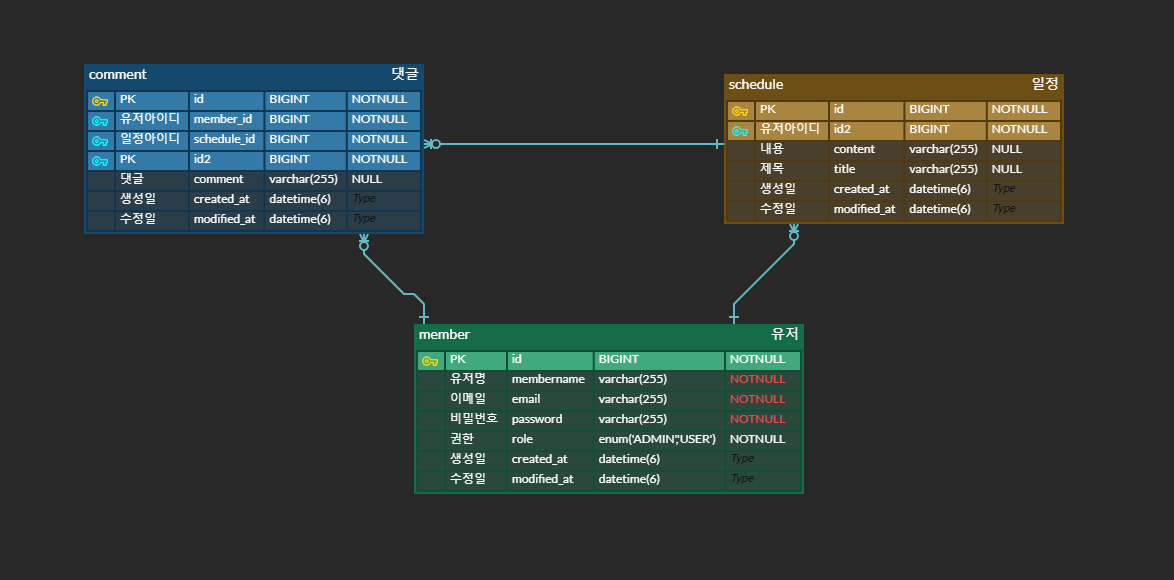 comment 댓글
PK id BIGINT NOTNULL
유저아이디 member_id BIGINT NOTNULL
일정아이디 schedule_id BIGINT NOTNULL
PK id2 BIGINT NOTNULL
댓글 comment varchar(255) NULL
생성일 created_at datetime(6) Type
수정일 modified_at datetime(6) Type
schedule 일정
PK id BIGINT NOTNULL
유저아이디 id2 BIGINT NOTNULL
내용 content varchar(255) NULL
제목 title varchar(255) NULL
생성일 created_at datetime(6) Type
수정일 modified_at datetime(6) Type
member 유저
PK id BIGINT NOTNULL
유저명 membername varchar(255) NOTNULL
이메일 email varchar(255) NOTNULL
비밀번호 password varchar(255) NOTNULL
권한 role enum('ADMIN','USER') NOTNULL
생성일 created_at datetime(6) Type
수정일 modified_at datetime(6) Type